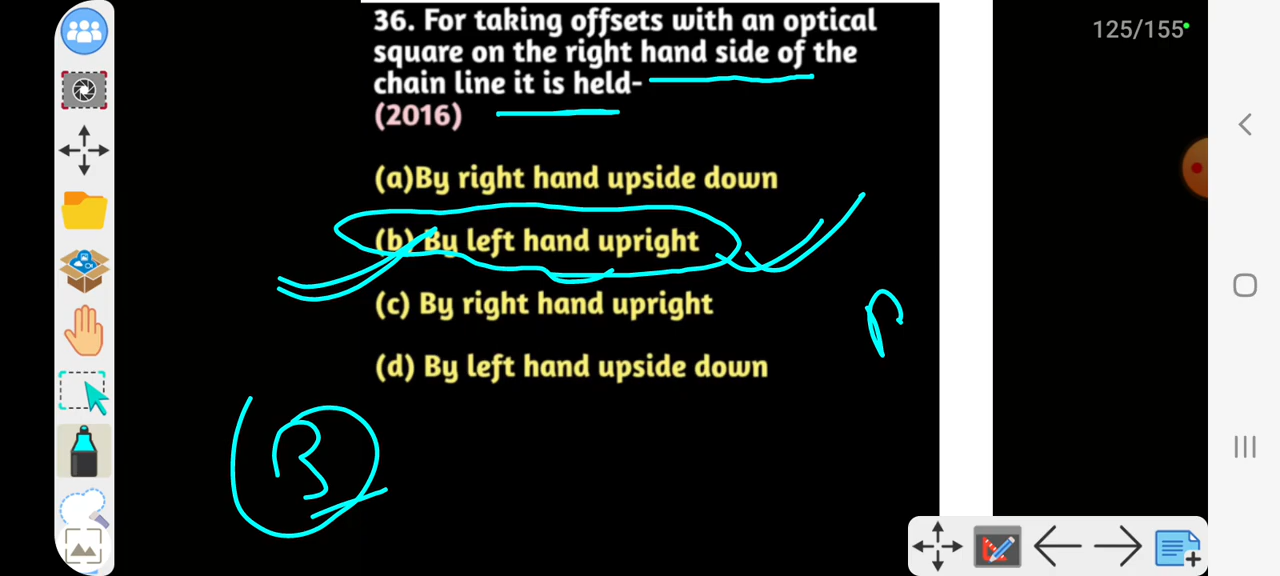 125/155
36. For taking offsets with an optical
square on the right hand side of the
chain line it is held-
(2016)
(a)By right hand upside down
(b) By left hand upright
(c) By right hand upright
(d) By left hand upside down